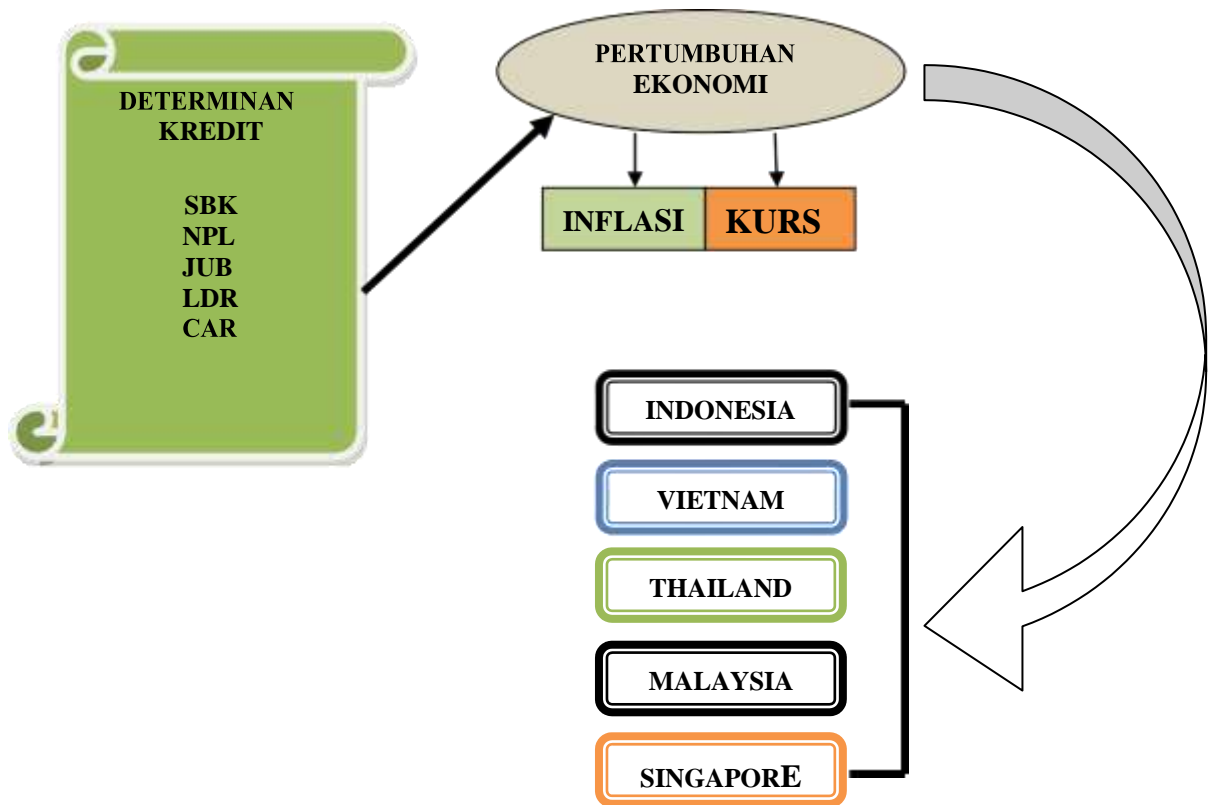 DETERMINAN
KREDIT
SBK
NPL
JUB
LDR
CAR
PERTUMBUHAN
EKONOMI
INFLASI
KURS
INDONESIA
VIETNAM
THAILAND
MALAYSIA
SINGAPORE